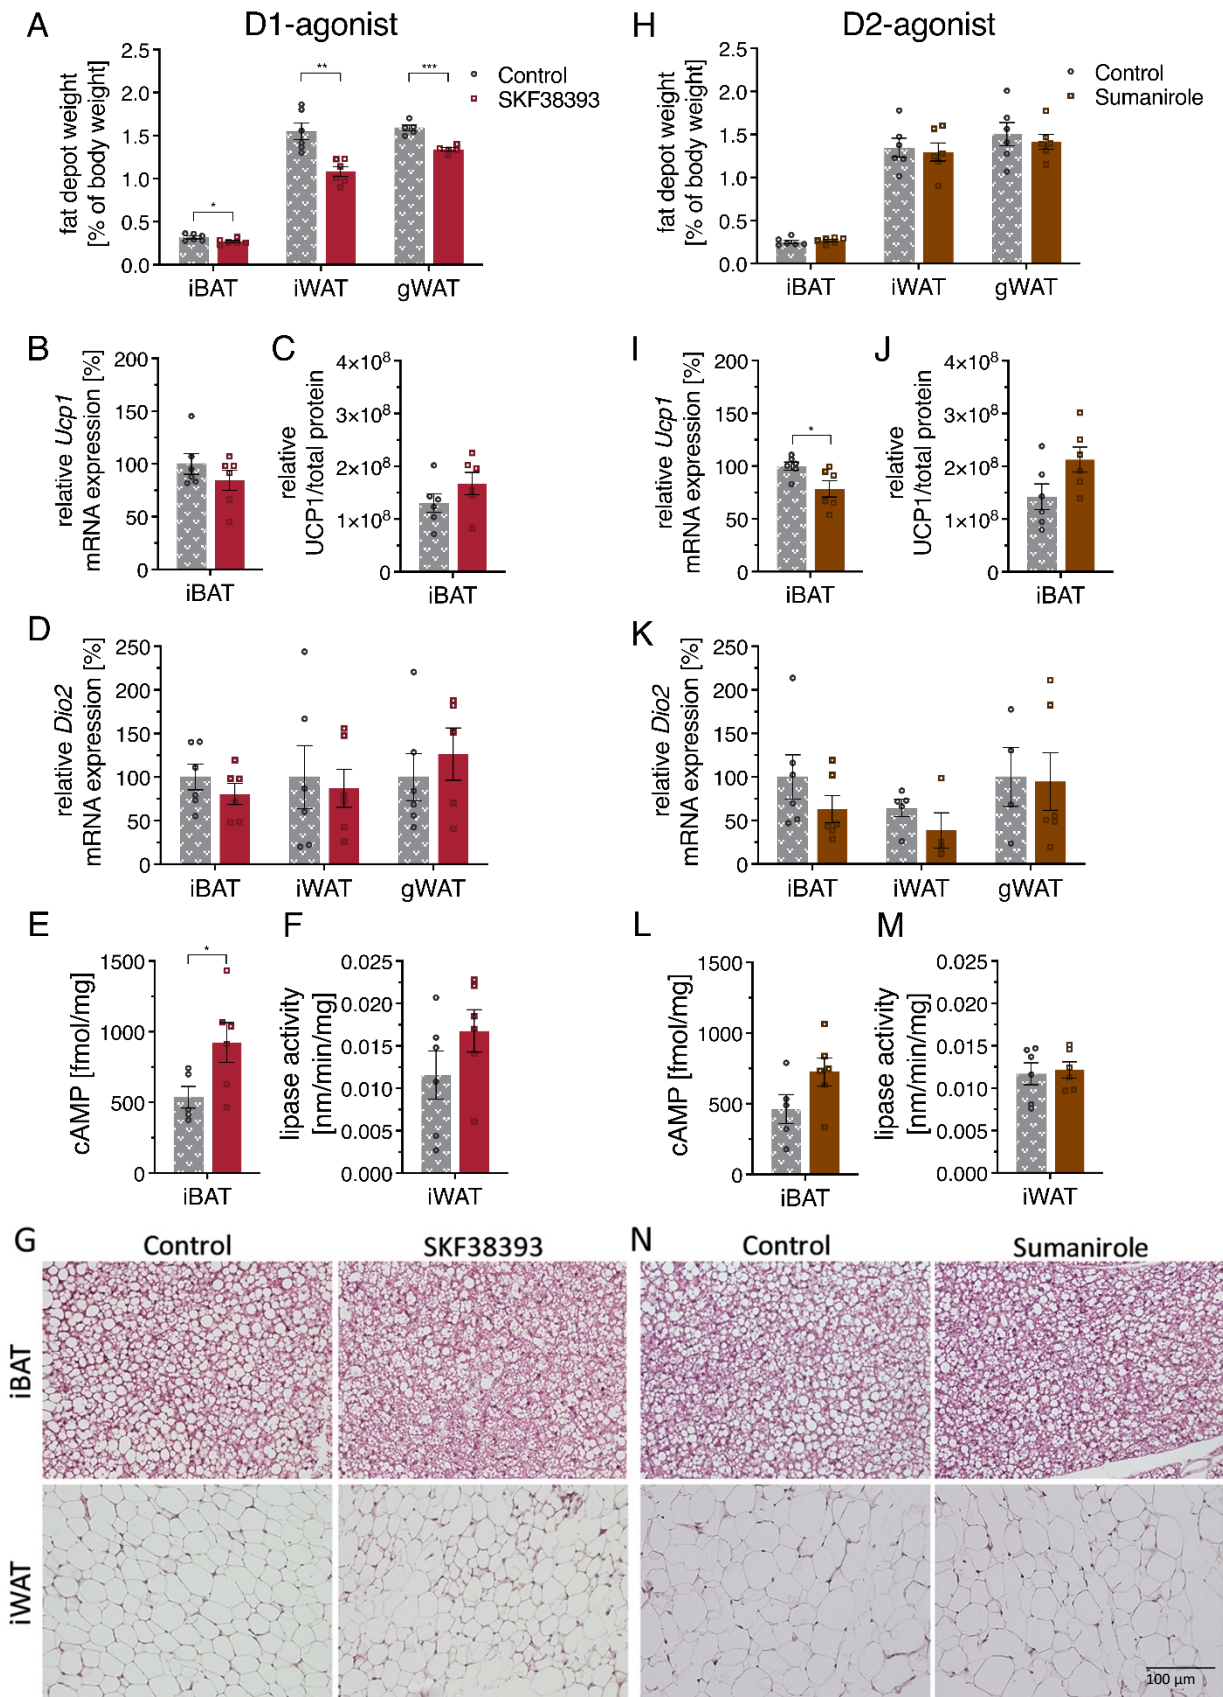 D1-agonist
D2-agonist
A
fat depot weight
[% of body weight]
2.5
2.0
1.5
1.0
0.5
0.0
*
**
***
Control
SKF38393
iBAT
iWAT
gWAT
H
fat depot weight
[% of body weight]
2.5
2.0
1.5
1.0
0.5
0.0
Control
Sumanirole
iBAT
iWAT
gWAT
B
relative Ucp1
mRNA expression [%]
200
150
100
50
0
iBAT
C
relative
UCP1/total protein
4×10⁸
3×10⁸
2×10⁸
1×10⁸
0
iBAT
I
relative Ucp1
mRNA expression [%]
200
150
100
50
0
*
iBAT
J
relative
UCP1/total protein
4×10⁸
3×10⁸
2×10⁸
1×10⁸
0
iBAT
D
relative Dio2
mRNA expression [%]
250
200
150
100
50
0
iBAT
iWAT
gWAT
K
relative Dio2
mRNA expression [%]
250
200
150
100
50
0
iBAT
iWAT
gWAT
E
cAMP [fmol/mg]
1500
1000
500
0
*
iBAT
F
lipase activity
[nm/min/mg]
0.025
0.020
0.015
0.010
0.005
0.000
iWAT
L
cAMP [fmol/mg]
1500
1000
500
0
iBAT
M
lipase activity
[nm/min/mg]
0.025
0.020
0.015
0.010
0.005
0.000
iWAT
G
Control
SKF38393
N
Control
Sumanirole
iBAT
iWAT
100 µm